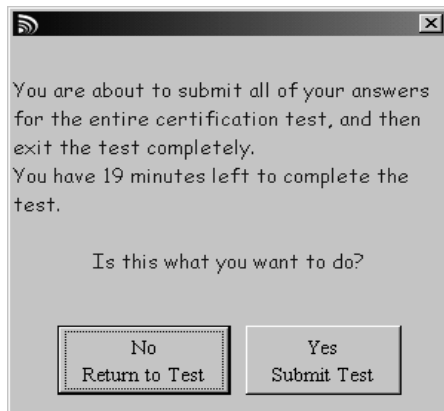 You are about to submit all of your answers
for the entire certification test, and then
exit the test completely.
You have 19 minutes left to complete the
test.
Is this what you want to do?
No
Return to Test
Yes
Submit Test